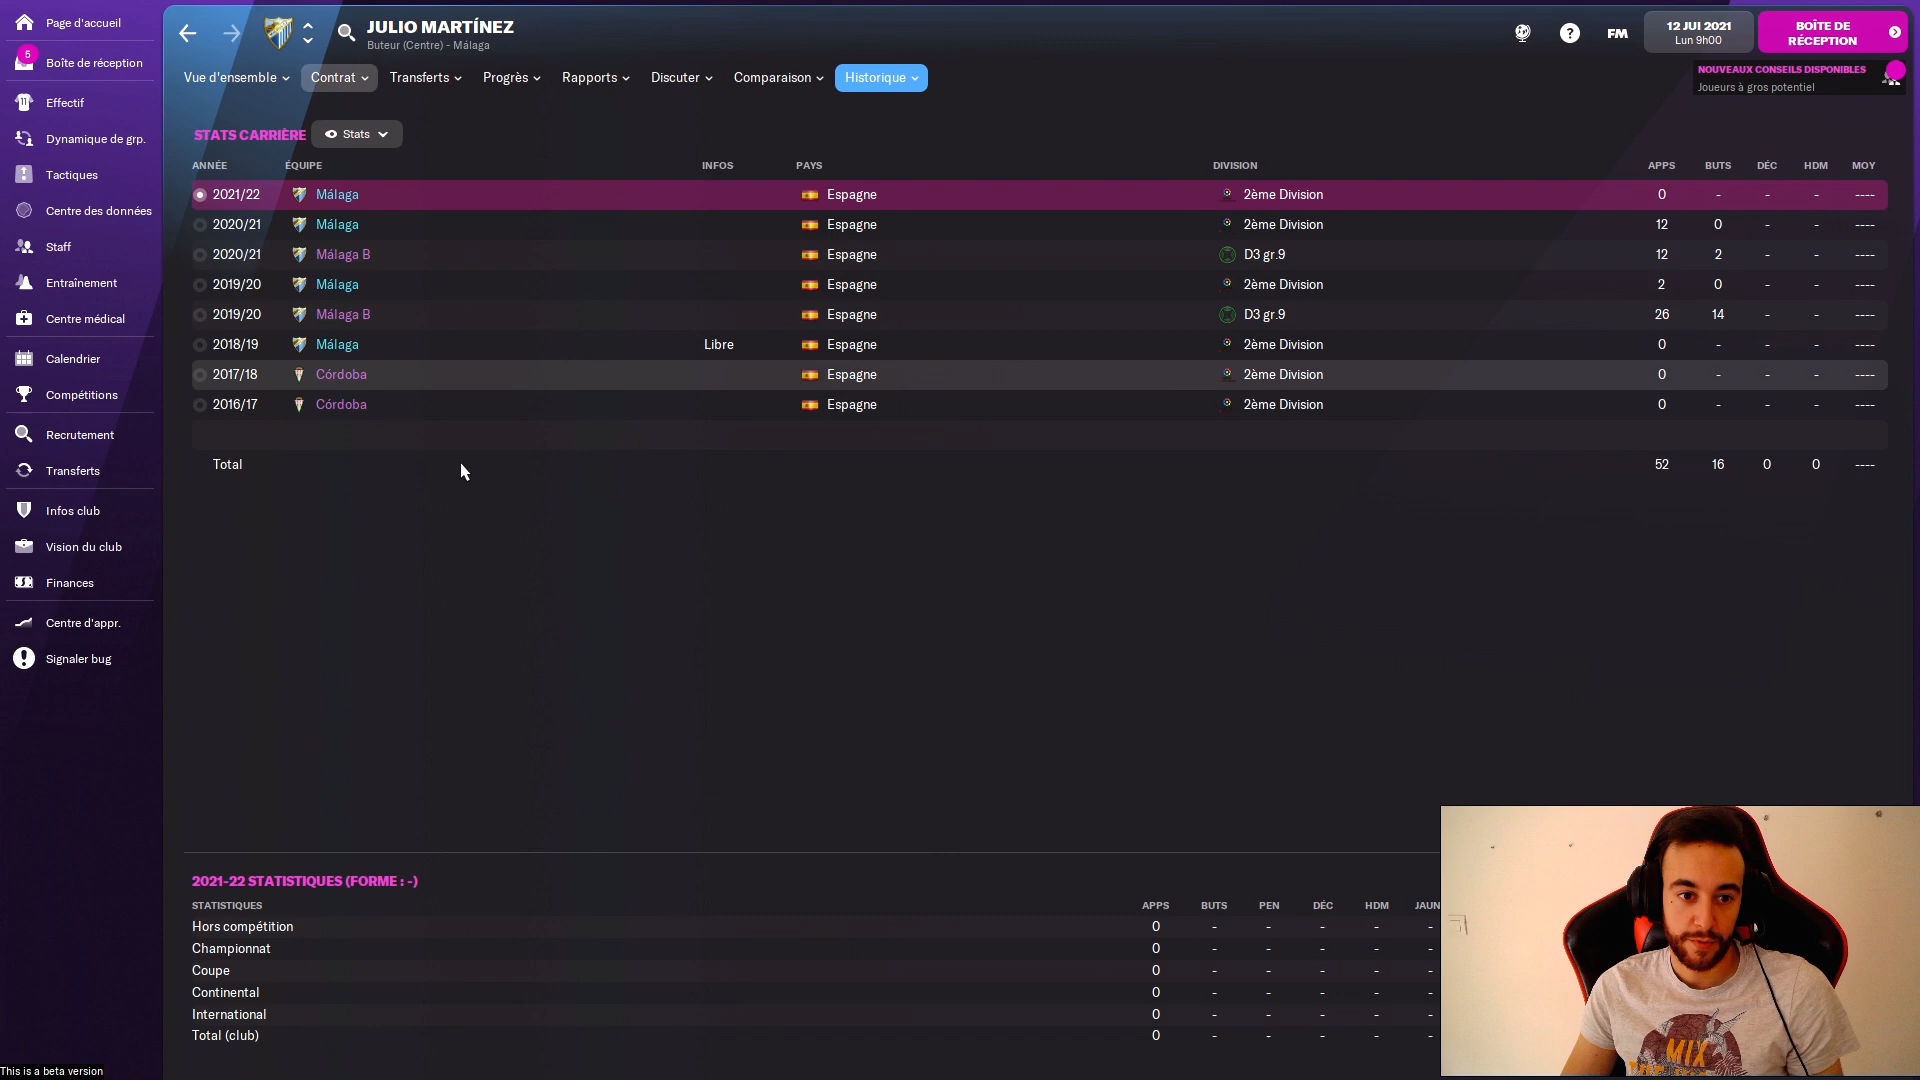 Page d'accueil
5
Boîte de réception
Effectif
Dynamique de grp.
Tactiques
Centre des données
Staff
Entraînement
Centre médical
Calendrier
Compétitions
Recrutement
Transferts
Infos club
Vision du club
Finances
Centre d'appr.
Signaler bug
This is a beta version
JULIO MARTÍNEZ
Buteur (Centre) - Málaga
? FM
12 JUI 2021
Lun 9h00
BOÎTE DE
RÉCEPTION
Vue d'ensemble Contrat Transferts Progrès Rapports Discuter Comparaison Historique
NOUVEAUX CONSEILS DISPONIBLES
Joueurs à gros potentiel
STATS CARRIÈRE Stats
ANNÉE ÉQUIPE INFOS PAYS DIVISION APPS BUTS DÉC HDM MOY
2021/22 Málaga Espagne 2ème Division 0 - - - ----
2020/21 Málaga Espagne 2ème Division 12 0 - - ----
2020/21 Málaga B Espagne D3 gr.9 12 2 - - ----
2019/20 Málaga Espagne 2ème Division 2 0 - - ----
2019/20 Málaga B Espagne D3 gr.9 26 14 - - ----
2018/19 Málaga Libre Espagne 2ème Division 0 - - - ----
2017/18 Córdoba Espagne 2ème Division 0 - - - ----
2016/17 Córdoba Espagne 2ème Division 0 - - - ----
Total 52 16 0 0 ----
2021-22 STATISTIQUES (FORME : -)
STATISTIQUES APPS BUTS PEN DÉC HDM JAUN
Hors compétition 0 - - - - -
Championnat 0 - - - - -
Coupe 0 - - - - -
Continental 0 - - - - -
International 0 - - - - -
Total (club) 0 - - - - -
MIX